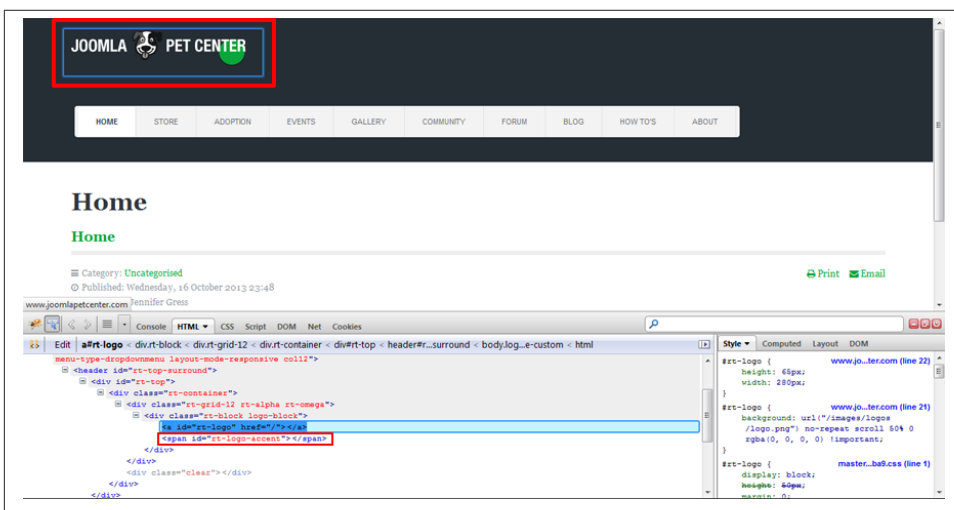 JOOMLA PET CENTER
HOME STORE ADOPTION EVENTS GALLERY COMMUNITY FORUM BLOG HOW TO'S ABOUT
Home
Home
Category: Uncategorised
Print Email
Published: Wednesday, 16 October 2013 23:48
www.joomlapetcenter.com Jennifer Gress
Console HTML CSS Script DOM Net Cookies
Edit a#rt-logo < div.rt-block < div.rt-grid-12 < div.rt-container < div#rt-top < header#r...surround < body.log...e-custom < html
Style Computed Layout DOM
menu-type-dropdownmenu layout-mode-responsive col12">
<header id="rt-top-surround">
<div id="rt-top">
<div class="rt-container">
<div class="rt-grid-12 rt-alpha rt-omega">
<div class="rt-block logo-block">
<a id="rt-logo" href="/"></a>
<span id="rt-logo-accent"></span>
</div>
</div>
<div class="clear"></div>
</div>
</div>
#rt-logo { www.jo...ter.com (line 22)
height: 65px;
width: 280px;
}
#rt-logo { www.jo...ter.com (line 21)
background: url("/images/logos
/logo.png") no-repeat scroll 50% 0
rgba(0, 0, 0, 0) !important;
}
#rt-logo { master...ba9.css (line 1)
display: block;
height: 60px;
margin: 0;